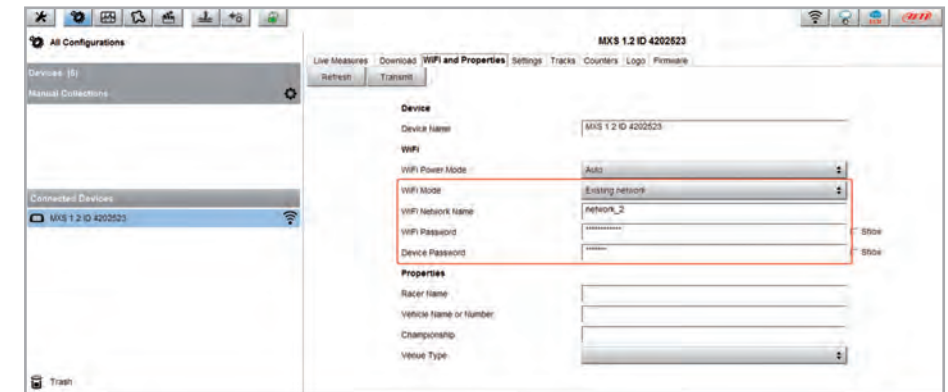 AiM
All Configurations
MXS 1.2 ID 4202523
Live Measures Download WiFi and Properties Settings Tracks Counters Logo Firmware
Devices (6)
Refresh Transmit
Manual Collections
Device
Device Name MXS 1.2 ID 4202523
WiFi
WiFi Power Mode Auto
WiFi Mode Existing network
Connected Devices
WiFi Network Name network_2
MXS 1.2 ID 4202523
WiFi Password Show
Device Password Show
Properties
Racer Name
Vehicle Name or Number
Championship
Venue Type
Trash